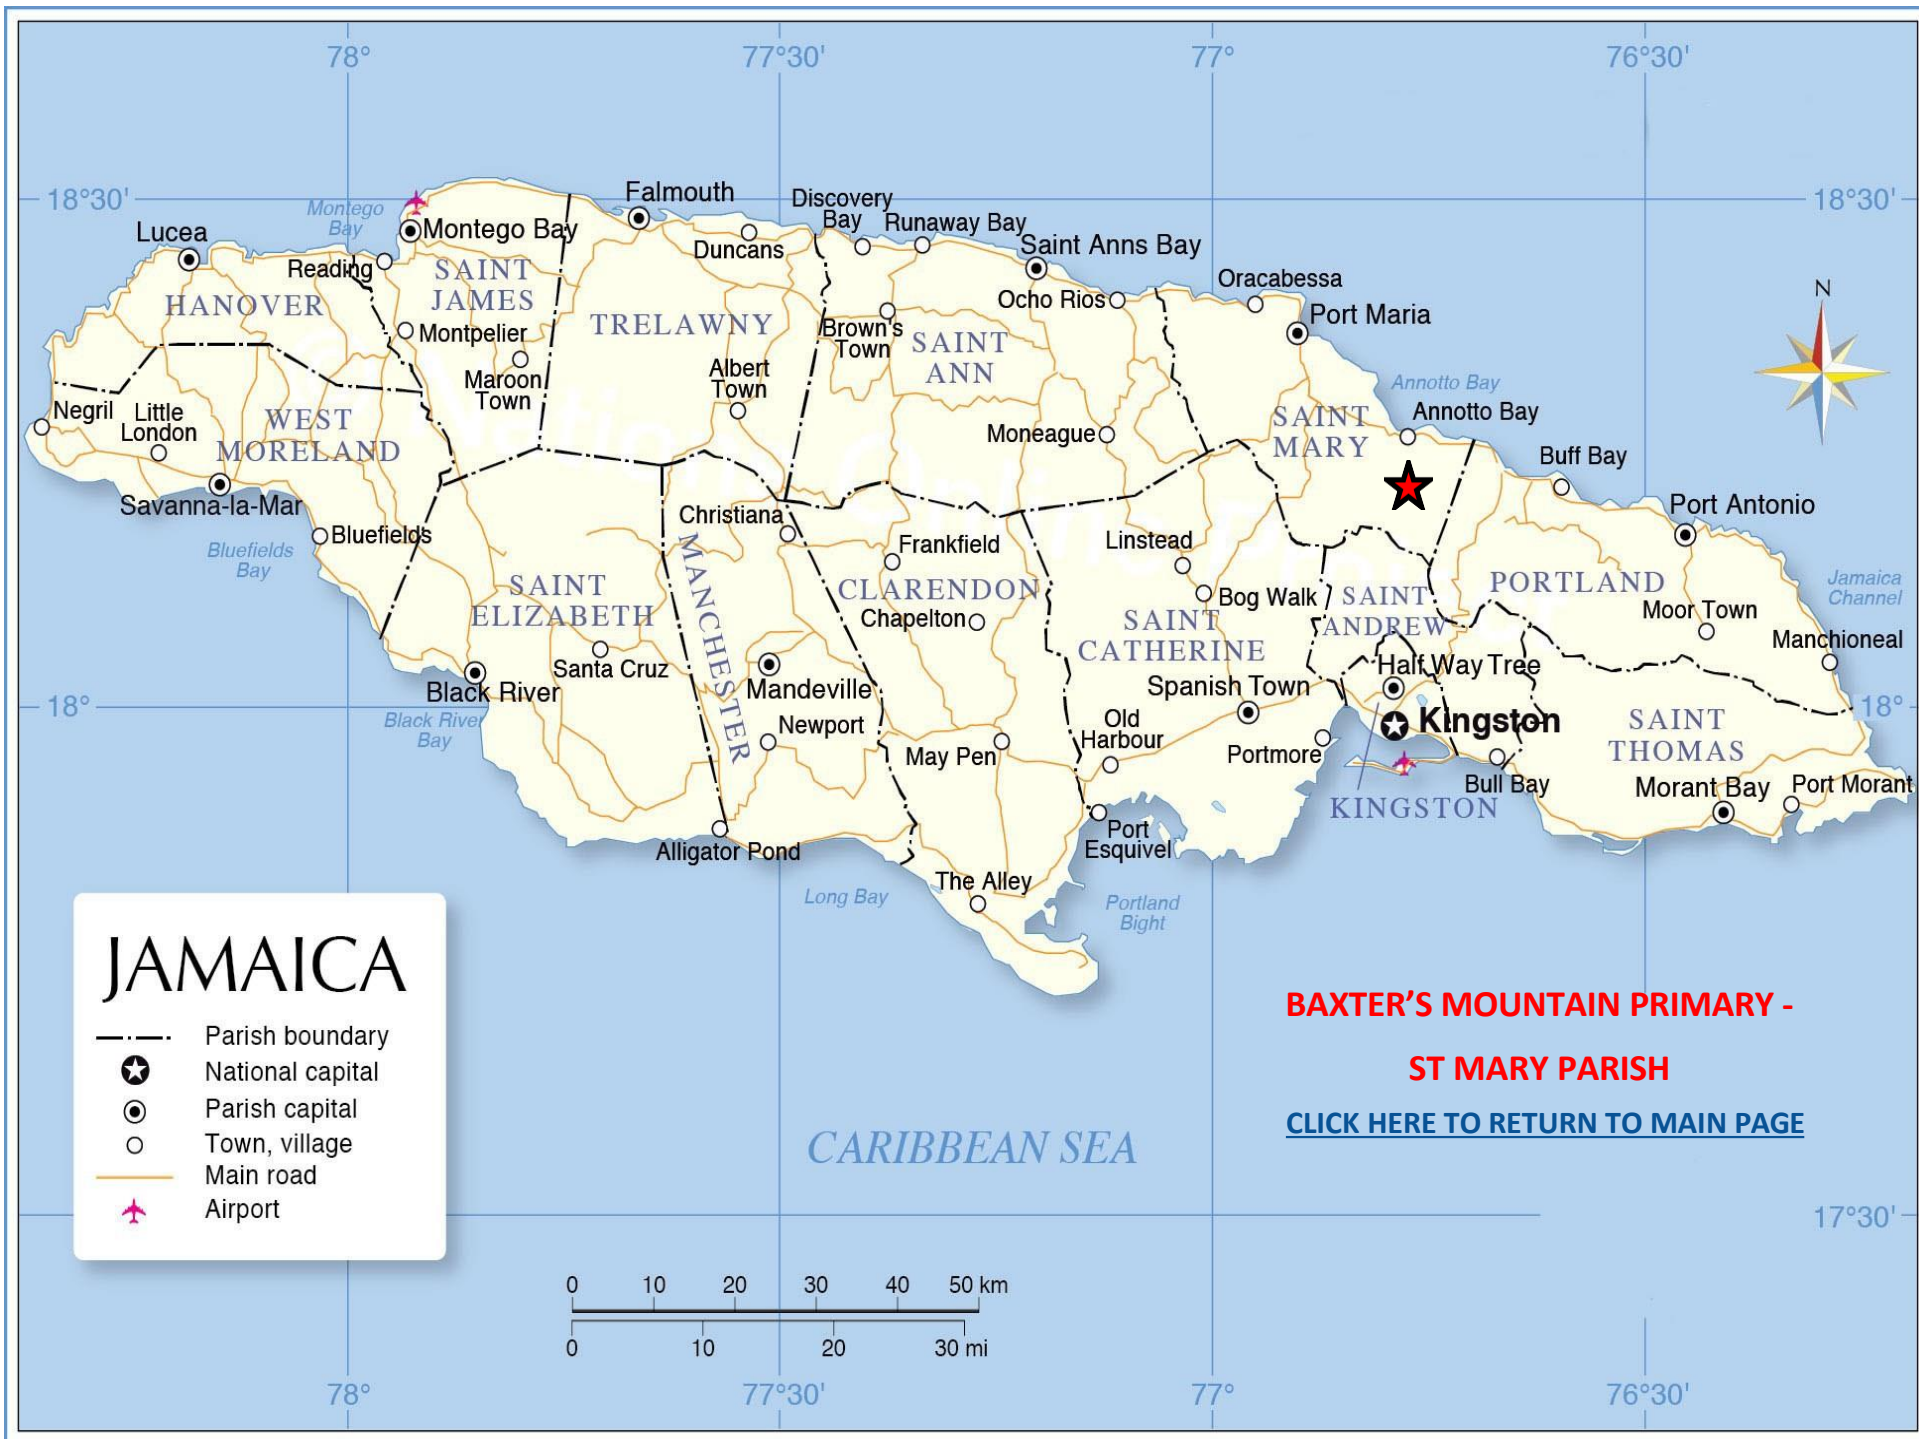 78°
77°30'
77°
76°30'
18°30'
18°30'
Montego
Bay
Falmouth
Discovery
Bay
Runaway Bay
Lucea
Montego Bay
Duncans
Saint Anns Bay
Reading
SAINT
JAMES
Oracabessa
HANOVER
Ocho Rios
Port Maria
N
Montpelier
TRELAWNY
Brown's
Town
SAINT
ANN
Maroon
Town
Albert
Town
Annotto Bay
Negril
Little
London
WEST
MORELAND
Moneague
SAINT
MARY
Annotto Bay
Buff Bay
Savanna-la-Mar
Port Antonio
Christiana
Bluefields
Bluefields
Bay
Frankfield
Linstead
MANCHESTER
SAINT
ELIZABETH
CLARENDON
Chapelton
Bog Walk
SAINT
ANDREW
PORTLAND
Jamaica
Channel
Moor Town
SAINT
CATHERINE
Manchioneal
Santa Cruz
Half Way Tree
Black River
Mandeville
Spanish Town
18°
18°
Black River
Bay
Newport
Old
Harbour
Kingston
SAINT
THOMAS
May Pen
Portmore
Bull Bay
Morant Bay
Port Morant
KINGSTON
Alligator Pond
Port
Esquivel
The Alley
Long Bay
Portland
Bight
JAMAICA
Parish boundary
National capital
Parish capital
Town, village
Main road
Airport
BAXTER’S MOUNTAIN PRIMARY -
ST MARY PARISH
CLICK HERE TO RETURN TO MAIN PAGE
CARIBBEAN SEA
17°30'
0 10 20 30 40 50 km
0 10 20 30 mi
78°
77°30'
77°
76°30'